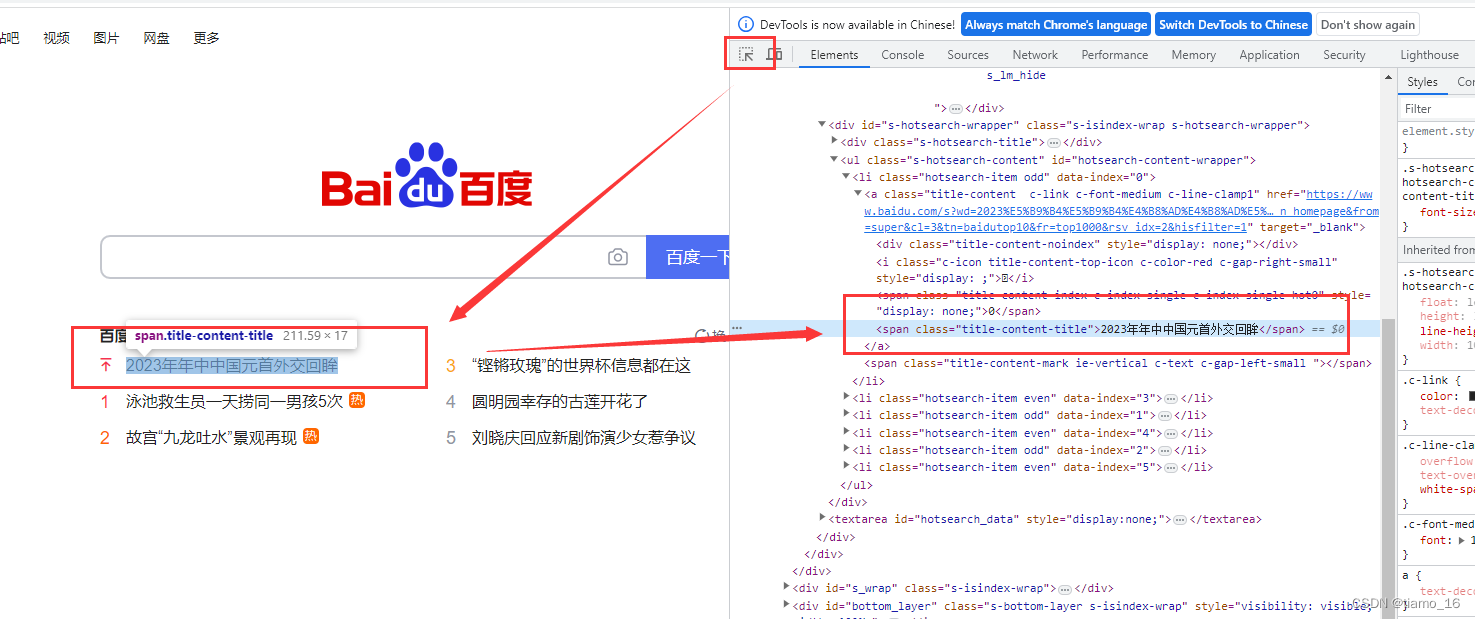 贴吧 视频 图片 网盘 更多
Bai du 百度
百度一下
百度
span.title-content-title 211.59 × 17
换
2023年年中中国元首外交回眸
3 “铿锵玫瑰”的世界杯信息都在这
1 泳池救生员一天捞同一男孩5次 热
4 圆明园幸存的古莲开花了
2 故宫“九龙吐水”景观再现 热
5 刘晓庆回应新剧饰演少女惹争议
DevTools is now available in Chinese! Always match Chrome's language Switch DevTools to Chinese Don't show again
Elements Console Sources Network Performance Memory Application Security Lighthouse
s_lm_hide
"> … </div>
<div id="s-hotsearch-wrapper" class="s-isindex-wrap s-hotsearch-wrapper">
<div class="s-hotsearch-title"> … </div>
<ul class="s-hotsearch-content" id="hotsearch-content-wrapper">
<li class="hotsearch-item odd" data-index="0">
<a class="title-content  c-link c-font-medium c-line-clamp1" href="https://ww
w.baidu.com/s?wd=2023%E5%B9%B4%E5%B9%B4%E4%B8%AD%E4%B8%AD%E5%… n_homepage&from
=super&cl=3&tn=baidutop10&fr=top1000&rsv_idx=2&hisfilter=1" target="_blank">
<div class="title-content-noindex" style="display: none;"></div>
<i class="c-icon title-content-top-icon c-color-red c-gap-right-small"
style="display: ;"></i>
<span class="title-content-index c-index-single c-index-single-hot0" style=
"display: none;">0</span>
… <span class="title-content-title">2023年年中中国元首外交回眸</span> == $0
</a>
<span class="title-content-mark ie-vertical c-text c-gap-left-small "></span>
</li>
<li class="hotsearch-item even" data-index="3"> … </li>
<li class="hotsearch-item odd" data-index="1"> … </li>
<li class="hotsearch-item even" data-index="4"> … </li>
<li class="hotsearch-item odd" data-index="2"> … </li>
<li class="hotsearch-item even" data-index="5"> … </li>
</ul>
</div>
<textarea id="hotsearch_data" style="display:none;"> … </textarea>
</div>
</div>
</div>
<div id="s_wrap" class="s-isindex-wrap"> … </div>
<div id="bottom_layer" class="s-bottom-layer s-isindex-wrap" style="visibility: visible;
Styles Co
Filter
element.sty
}
.s-hotsearc
hotsearch-c
content-tit
font-size
}
Inherited from
.s-hotsearc
hotsearch-c
float: le
height:
line-heig
width: 10
}
.c-link {
color:
text-deco
}
.c-line-cla
overflow
text-over
white-spa
}
.c-font-med
font: 1
}
a {
text-deco
CSDN @jiamo_16